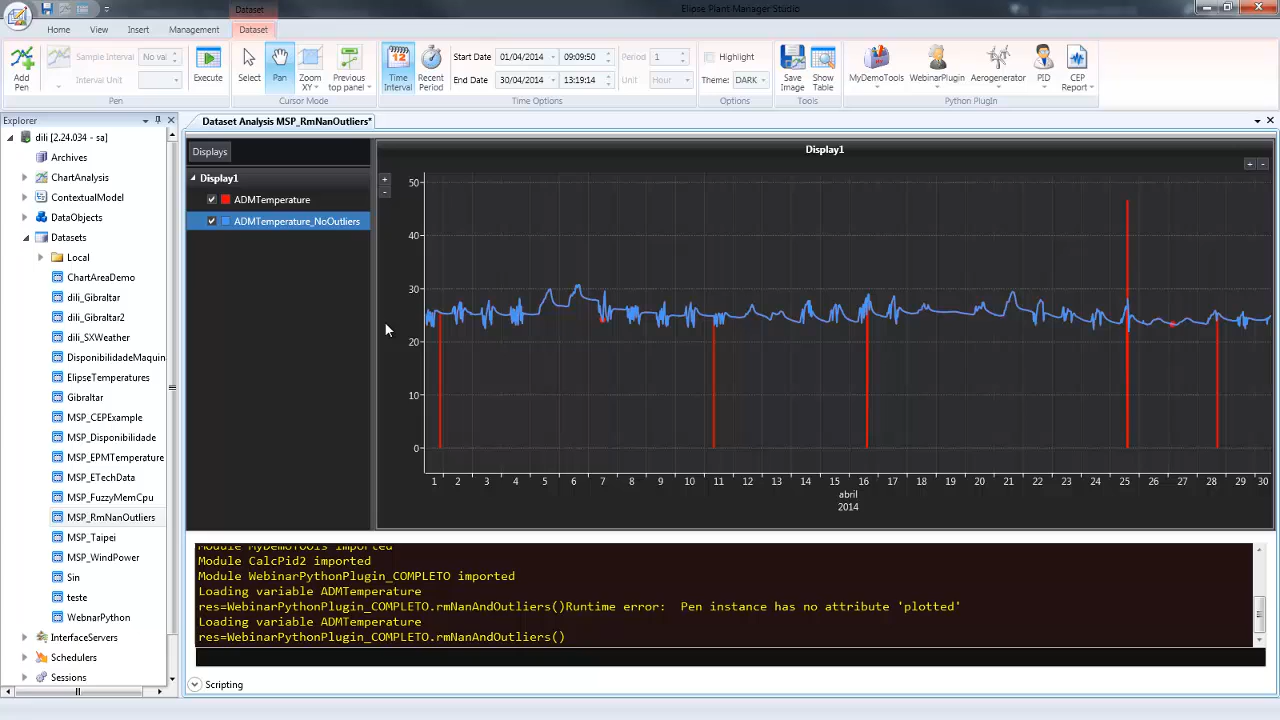 Dataset
Elipse Plant Manager Studio
Home
View
Insert
Management
Dataset
Add
Pen
Sample Interval
No val
Interval Unit
Pen
Execute
Select
Pan
Zoom
XY
Previous
top panel
Cursor Mode
Time
Interval
Recent
Period
Start Date 01/04/2014 09:09:50
End Date 30/04/2014 13:19:14
Period 1
Unit Hour
Time Options
Highlight
Theme: DARK
Options
Save
Image
Show
Table
Tools
MyDemoTools
WebinarPlugin
Aerogenerator
PID
CEP
Report
Python PlugIn
Explorer
dili [2.24.034 - sa]
Archives
ChartAnalysis
ContextualModel
DataObjects
Datasets
Local
ChartAreaDemo
dili_Gibraltar
dili_Gibraltar2
dili_SXWeather
DisponibilidadeMaquin
ElipseTemperatures
Gibraltar
MSP_CEPExample
MSP_Disponibilidade
MSP_EPMTemperature
MSP_ETechData
MSP_FuzzyMemCpu
MSP_RmNanOutliers
MSP_Taipei
MSP_WindPower
Sin
teste
WebnarPython
InterfaceServers
Schedulers
Sessions
Dataset Analysis MSP_RmNanOutliers*
Displays
Display1
ADMTemperature
ADMTemperature_NoOutliers
Display1
50
40
30
20
10
0
1 2 3 4 5 6 7 8 9 10 11 12 13 14 15 16 17 18 19 20 21 22 23 24 25 26 27 28 29 30
abril
2014
Module MyDemoTools imported
Module CalcPid2 imported
Module WebinarPythonPlugin_COMPLETO imported
Loading variable ADMTemperature
res=WebinarPythonPlugin_COMPLETO.rmNanAndOutliers()Runtime error:  Pen instance has no attribute 'plotted'
Loading variable ADMTemperature
res=WebinarPythonPlugin_COMPLETO.rmNanAndOutliers()
Scripting